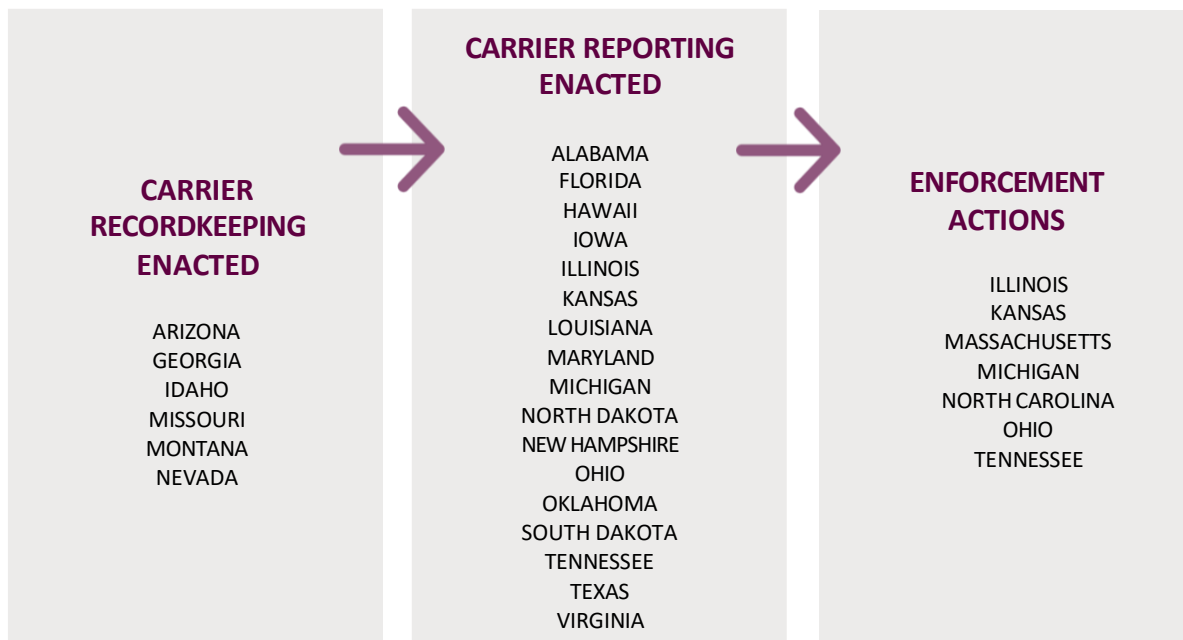 CARRIER
RECORDKEEPING
ENACTED
ARIZONA
GEORGIA
IDAHO
MISSOURI
MONTANA
NEVADA
CARRIER REPORTING
ENACTED
ALABAMA
FLORIDA
HAWAII
IOWA
ILLINOIS
KANSAS
LOUISIANA
MARYLAND
MICHIGAN
NORTH DAKOTA
NEW HAMPSHIRE
OHIO
OKLAHOMA
SOUTH DAKOTA
TENNESSEE
TEXAS
VIRGINIA
ENFORCEMENT
ACTIONS
ILLINOIS
KANSAS
MASSACHUSETTS
MICHIGAN
NORTH CAROLINA
OHIO
TENNESSEE